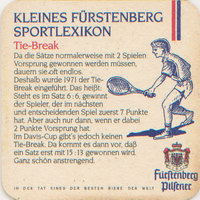 KLEINES FÜRSTENBERG
SPORTLEXIKON
Tie-Break
Da die Sätze normalerweise mit 2 Spielen
Vorsprung gewonnen werden müssen,
dauern sie oft endlos.
Deshalb wurde 1971 der Tie-
Break eingeführt. Das heißt:
Steht es im Satz 6:6, gewinnt
der Spieler, der im nächsten
und entscheidenden Spiel zuerst 7 Punkte
hat. Aber auch nur dann, wenn er dabei
2 Punkte Vorsprung hat.
Im Davis-Cup gibt's jedoch keinen
Tie-Break. Da kommt es dann vor, daß
ein Satz erst mit 15:13 gewonnen wird.
Ganz schön anstrengend.
Fürstenberg
Pilsener
IN DER TAT EINES DER BESTEN BIERE DER WELT